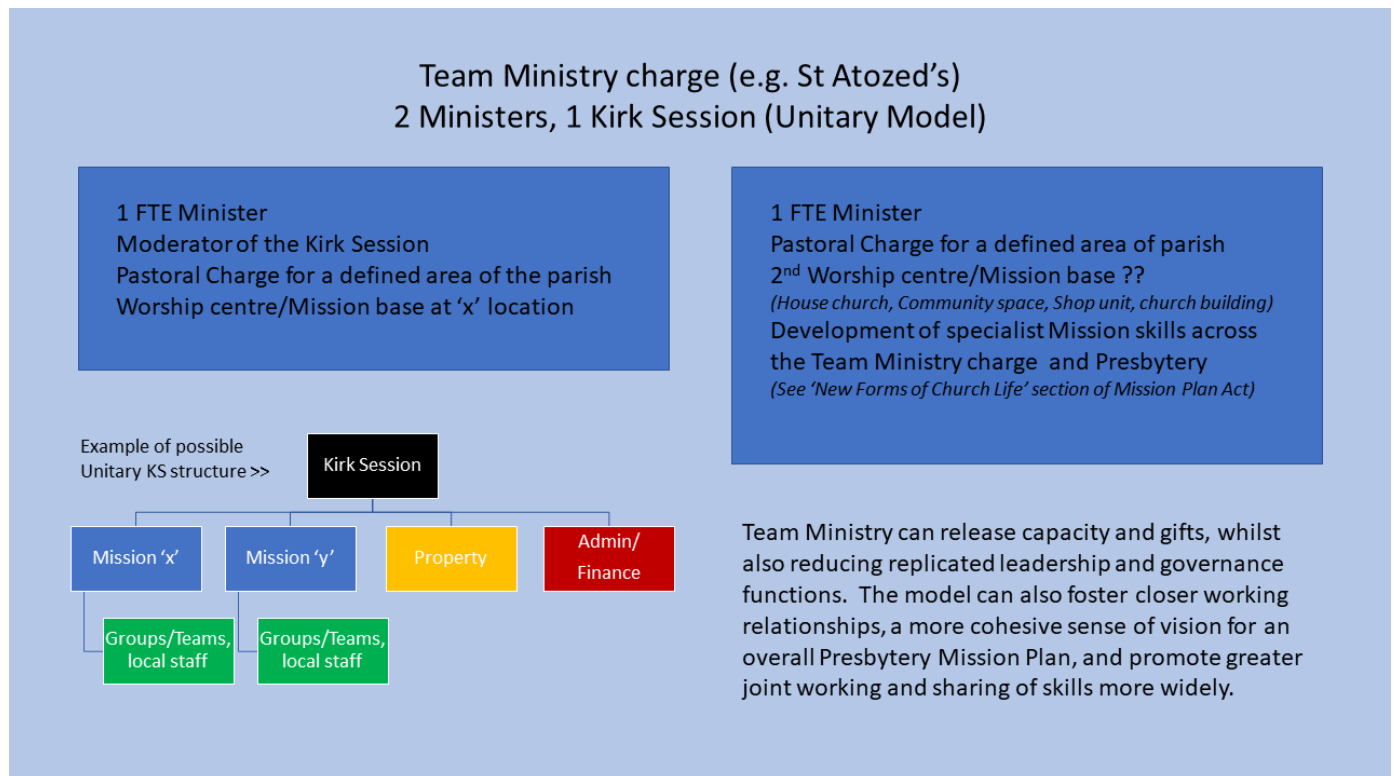 Team Ministry charge (e.g. St Atozed’s)
2 Ministers, 1 Kirk Session (Unitary Model)
1 FTE Minister
Moderator of the Kirk Session
Pastoral Charge for a defined area of the parish
Worship centre/Mission base at ‘x’ location
1 FTE Minister
Pastoral Charge for a defined area of parish
2nd Worship centre/Mission base ??
(House church, Community space, Shop unit, church building)
Development of specialist Mission skills across
the Team Ministry charge and Presbytery
(See ‘New Forms of Church Life’ section of Mission Plan Act)
Example of possible
Unitary KS structure >>
Kirk Session
Mission ‘x’
Mission ‘y’
Property
Admin/
Finance
Groups/Teams,
local staff
Groups/Teams,
local staff
Team Ministry can release capacity and gifts, whilst
also reducing replicated leadership and governance
functions. The model can also foster closer working
relationships, a more cohesive sense of vision for an
overall Presbytery Mission Plan, and promote greater
joint working and sharing of skills more widely.